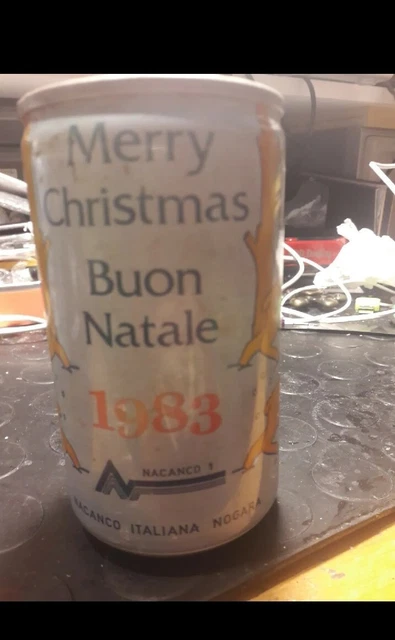 Merry
Christmas
Buon
Natale
1983
NACANCO
NACANCO ITALIANA NOGARA